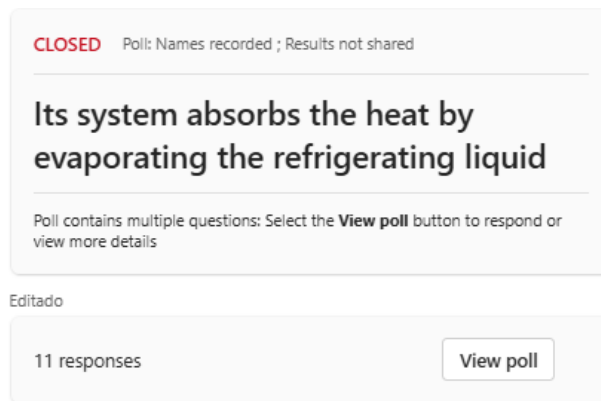 CLOSED Poll: Names recorded ; Results not shared
Its system absorbs the heat by
evaporating the refrigerating liquid
Poll contains multiple questions: Select the View poll button to respond or
view more details
Editado
11 responses View poll